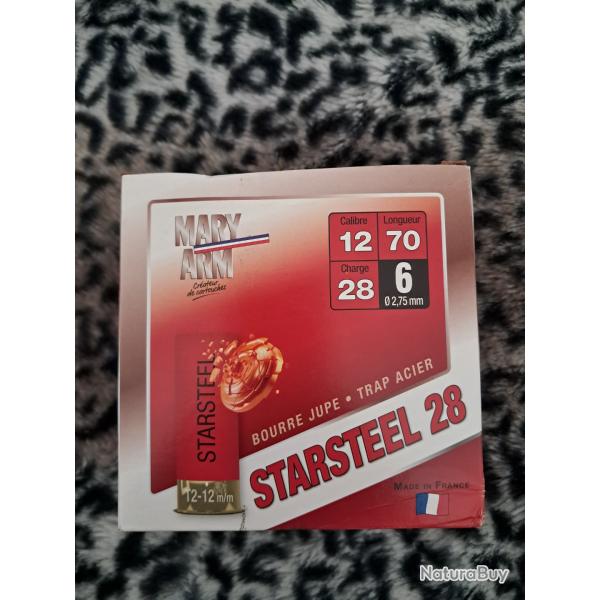 MARY
ARM
Créateur
de cartouches
Calibre Longueur
12 70
Charge
28 6
Ø 2,75 mm
STARSTEEL
12-12 m/m
BOURRE JUPE • TRAP ACIER
STARSTEEL 28
MADE IN FRANCE
NaturaBuy